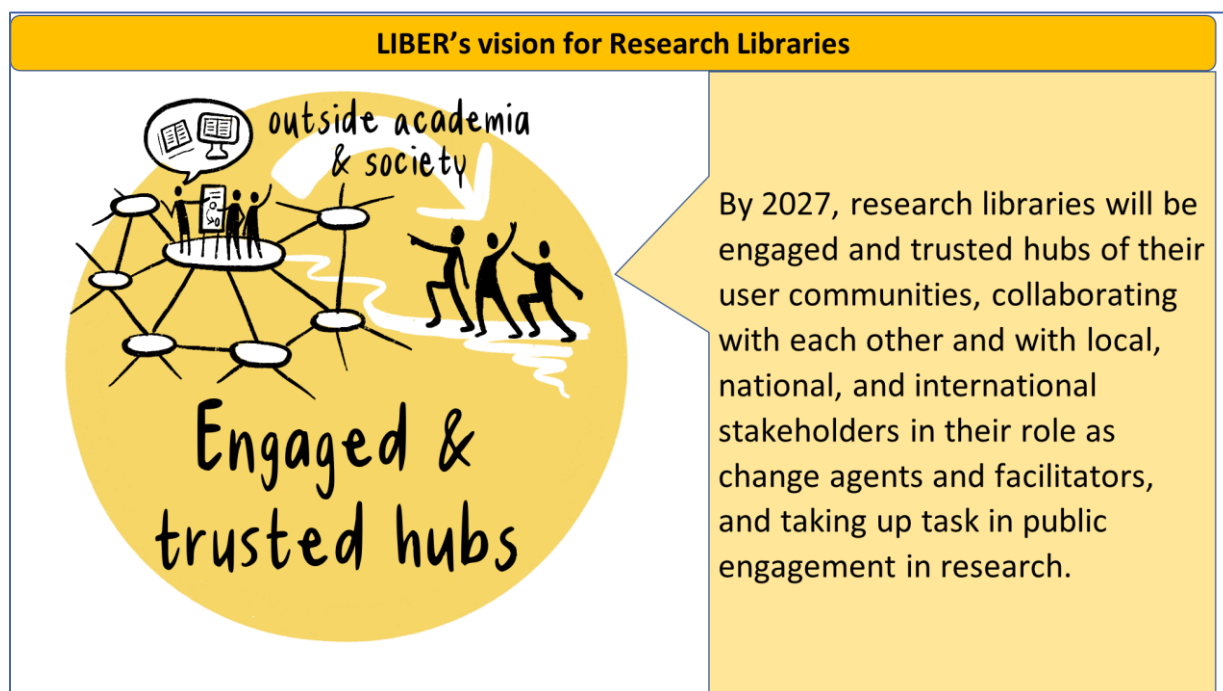 LIBER’s vision for Research Libraries
outside academia
& society
Engaged &
trusted hubs
By 2027, research libraries will be
engaged and trusted hubs of their
user communities, collaborating
with each other and with local,
national, and international
stakeholders in their role as
change agents and facilitators,
and taking up task in public
engagement in research.